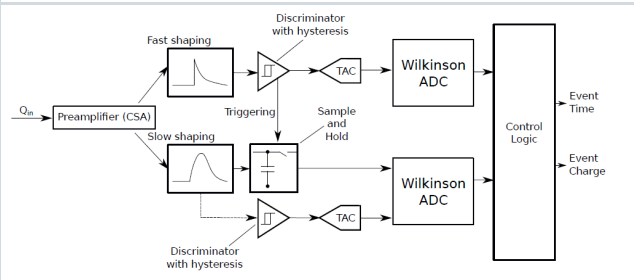 Discriminator
with hysteresis
Fast shaping
TAC
Wilkinson
ADC
Qin
Preamplifier (CSA)
Triggering
Sample
and
Hold
Slow shaping
Control
Logic
Event
Time
Event
Charge
Wilkinson
ADC
TAC
Discriminator
with hysteresis